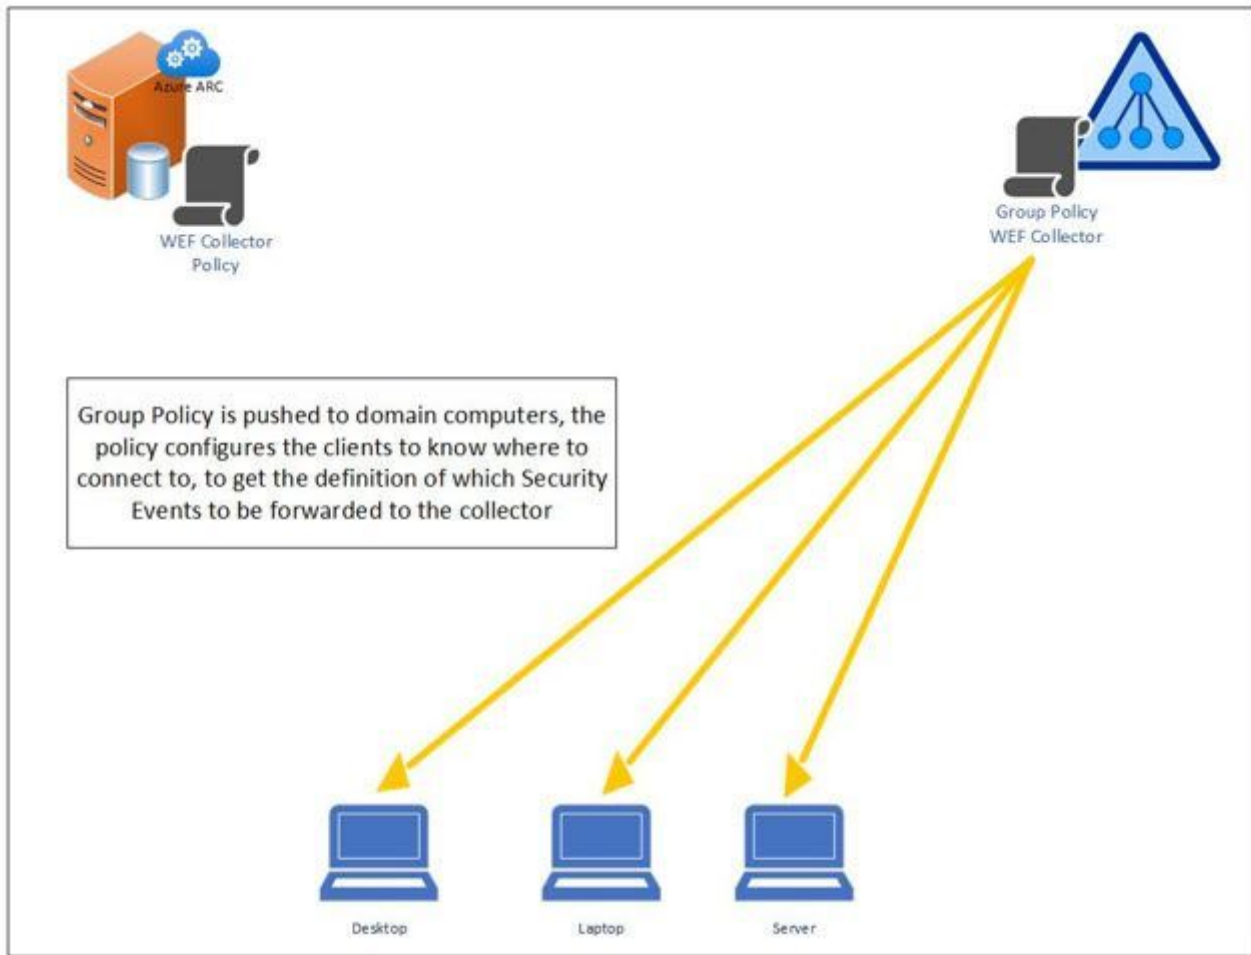 Azure ARC
WEF Collector
Policy
Group Policy
WEF Collector
Group Policy is pushed to domain computers, the
policy configures the clients to know where to
connect to, to get the definition of which Security
Events to be forwarded to the collector
Desktop
Laptop
Server